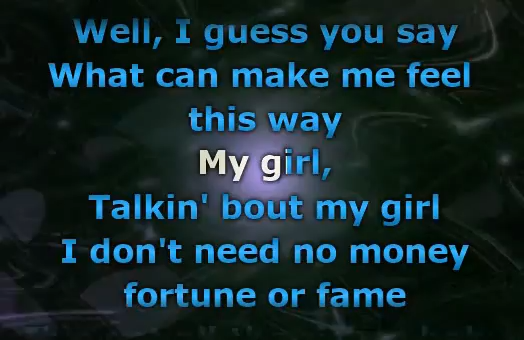 Well, I guess you say
What can make me feel
this way
My girl,
Talkin' bout my girl
I don't need no money
fortune or fame